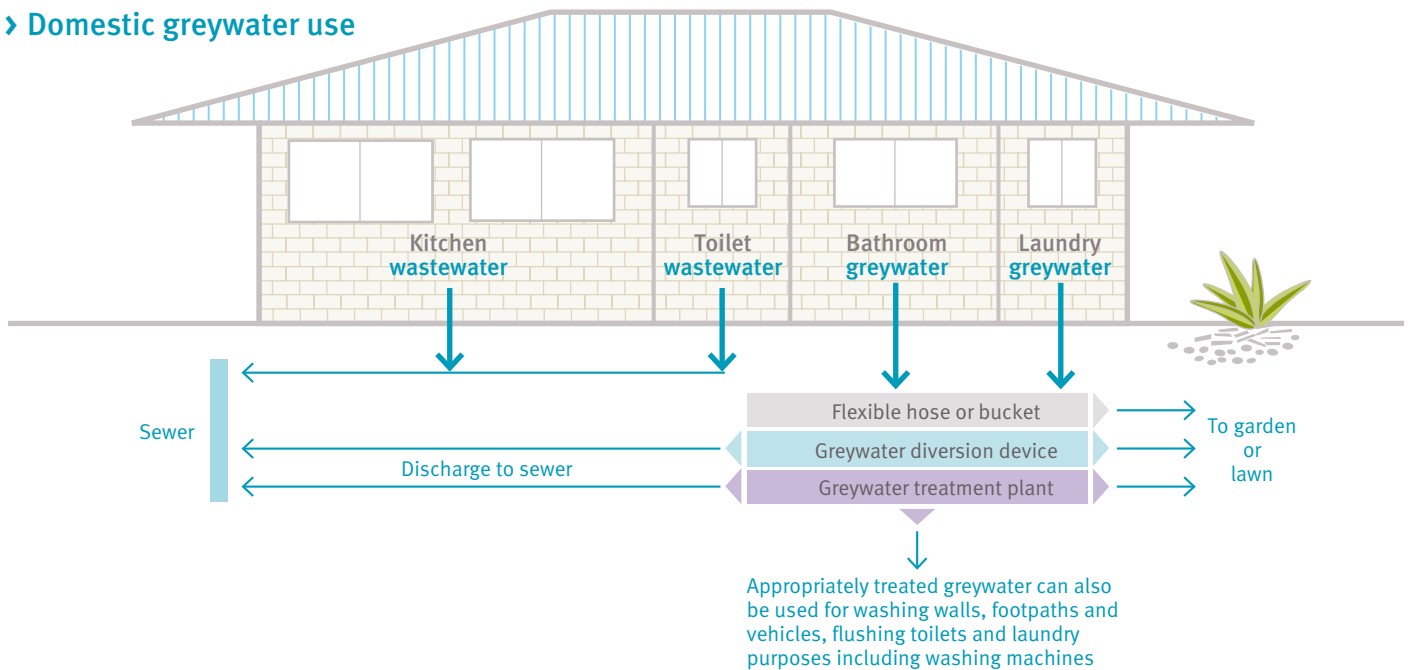 › Domestic greywater use
Kitchen
wastewater
Toilet
wastewater
Bathroom
greywater
Laundry
greywater
Flexible hose or bucket
Sewer
To garden
or
lawn
Greywater diversion device
Discharge to sewer
Greywater treatment plant
Appropriately treated greywater can also
be used for washing walls, footpaths and
vehicles, flushing toilets and laundry
purposes including washing machines